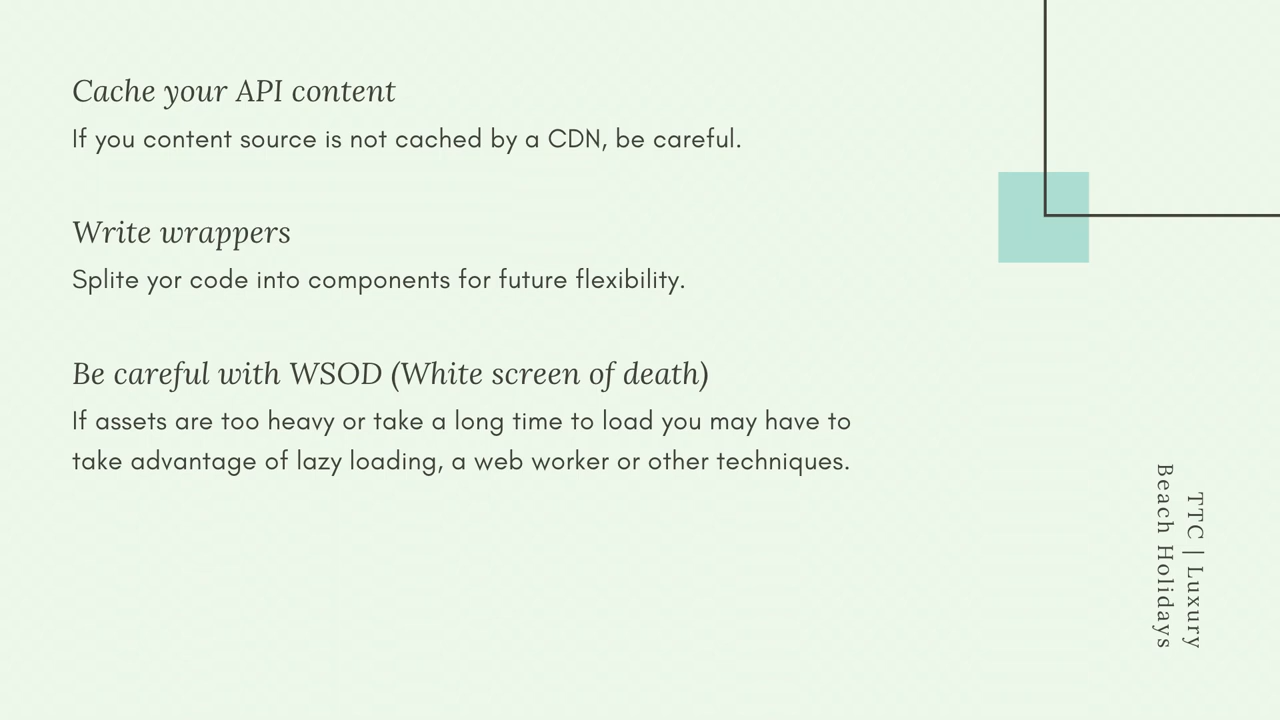 Cache your API content
If you content source is not cached by a CDN, be careful.
Write wrappers
Splite yor code into components for future flexibility.
Be careful with WSOD (White screen of death)
If assets are too heavy or take a long time to load you may have to
take advantage of lazy loading, a web worker or other techniques.
TTC | Luxury
Beach Holidays